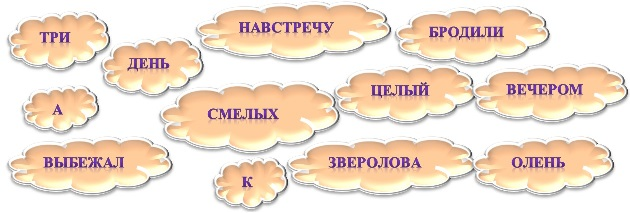 ТРИ
НАВСТРЕЧУ
БРОДИЛИ
ДЕНЬ
ЦЕЛЫЙ
ВЕЧЕРОМ
А
СМЕЛЫХ
ВЫБЕЖАЛ
К
ЗВЕРОЛОВА
ОЛЕНЬ